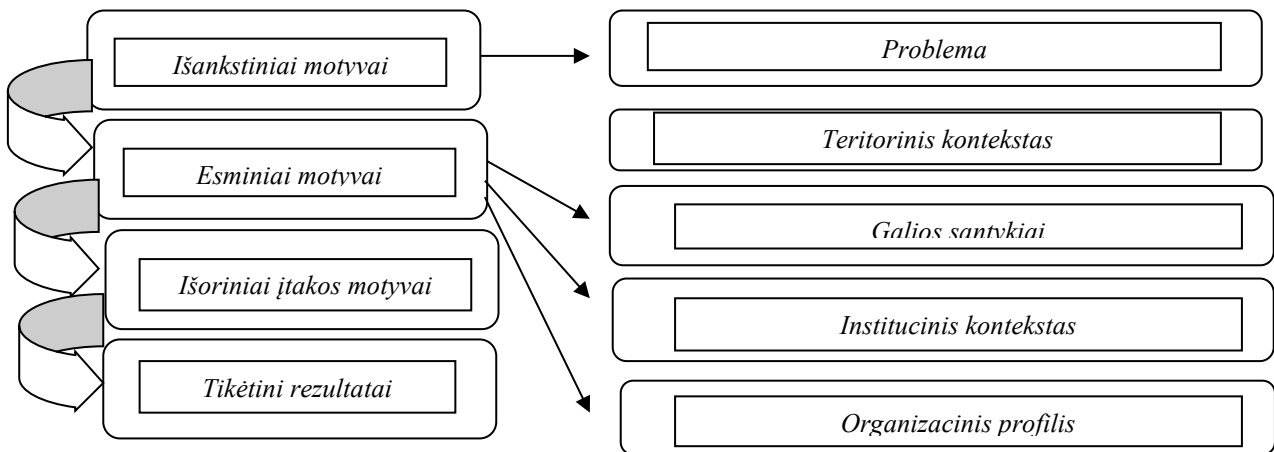 Išankstiniai motyvai
Problema
Teritorinis kontekstas
Esminiai motyvai
Galios santykiai
Išoriniai įtakos motyvai
Institucinis kontekstas
Tikėtini rezultatai
Organizacinis profilis